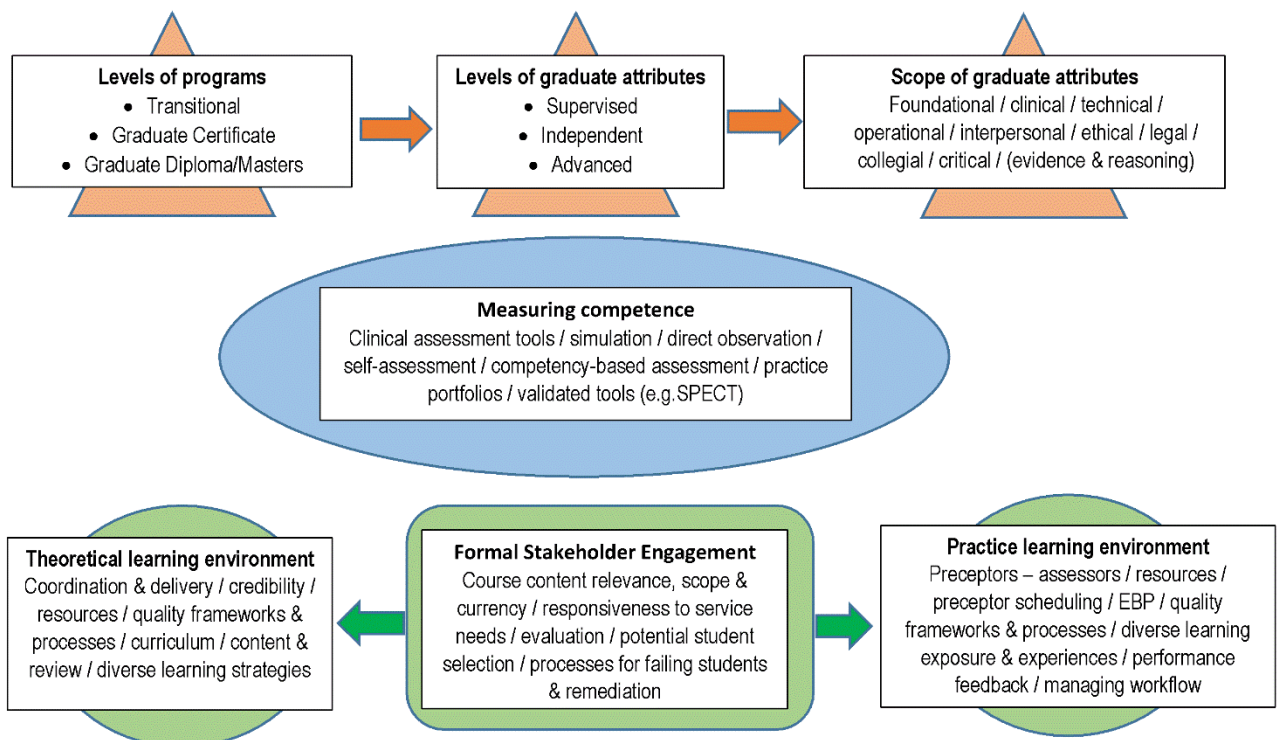 Levels of programs
• Transitional
• Graduate Certificate
• Graduate Diploma/Masters
Levels of graduate attributes
• Supervised
• Independent
• Advanced
Scope of graduate attributes
Foundational / clinical / technical /
operational / interpersonal / ethical / legal /
collegial / critical / (evidence & reasoning)
Measuring competence
Clinical assessment tools / simulation / direct observation /
self-assessment / competency-based assessment / practice
portfolios / validated tools (e.g.SPECT)
Theoretical learning environment
Coordination & delivery / credibility /
resources / quality frameworks &
processes / curriculum / content &
review / diverse learning strategies
Formal Stakeholder Engagement
Course content relevance, scope &
currency / responsiveness to service
needs / evaluation / potential student
selection / processes for failing students
& remediation
Practice learning environment
Preceptors – assessors / resources /
preceptor scheduling / EBP / quality
frameworks & processes / diverse learning
exposure & experiences / performance
feedback / managing workflow